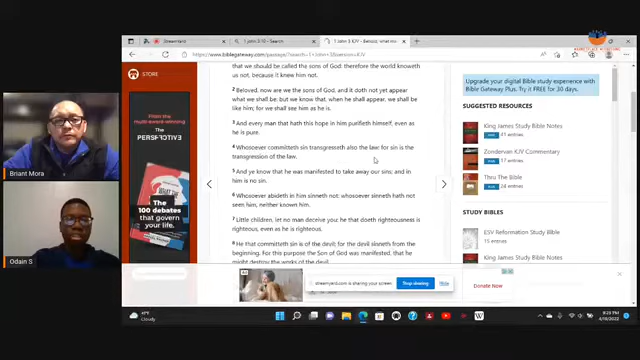 StreamYard
1 john 3:10 - Search
1 John 3 KJV - Behold, what ma
https://www.biblegateway.com/passage/?search=1+John+3&version=KJV
STORE
From the multi-award winning
The
PERSPECTIVE
The 100 debates that govern your life.
that we should be called the sons of God: therefore the world knoweth
us not, because it knew him not.
2 Beloved, now are we the sons of God, and it doth not yet appear
what we shall be: but we know that, when he shall appear, we shall be
like him; for we shall see him as he is.
3 And every man that hath this hope in him purifieth himself, even as
he is pure.
4 Whosoever committeth sin transgresseth also the law: for sin is the
transgression of the law.
5 And ye know that he was manifested to take away our sins; and in
him is no sin.
6 Whosoever abideth in him sinneth not: whosoever sinneth hath not
seen him, neither known him.
7 Little children, let no man deceive you: he that doeth righteousness is
righteous, even as he is righteous.
8 He that committeth sin is of the devil; for the devil sinneth from the
beginning. For this purpose the Son of God was manifested, that he
might destroy the works of the devil.
Upgrade your digital Bible study experience with
Bible Gateway Plus. Try it FREE for 30 days.
SUGGESTED RESOURCES
King James Study Bible Notes
Zondervan KJV Commentary
Thru The Bible
STUDY BIBLES
ESV Reformation Study Bible
15 entries
King James Study Bible Notes
Ad
streamyard.com is sharing your screen.
Stop sharing
Hide
Donate Now
Briant Mora
Odain S
Cloudy
8:25 PM